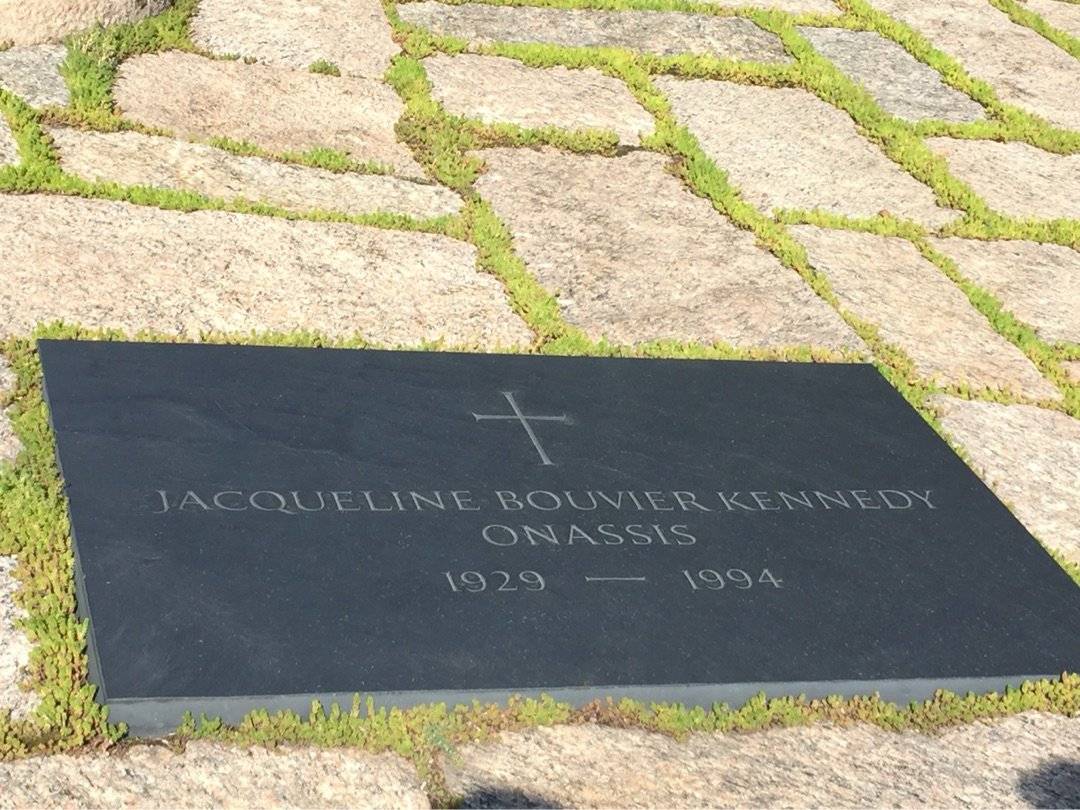 JACQUELINE BOUVIER KENNEDY
ONASSIS
1929 — 1994